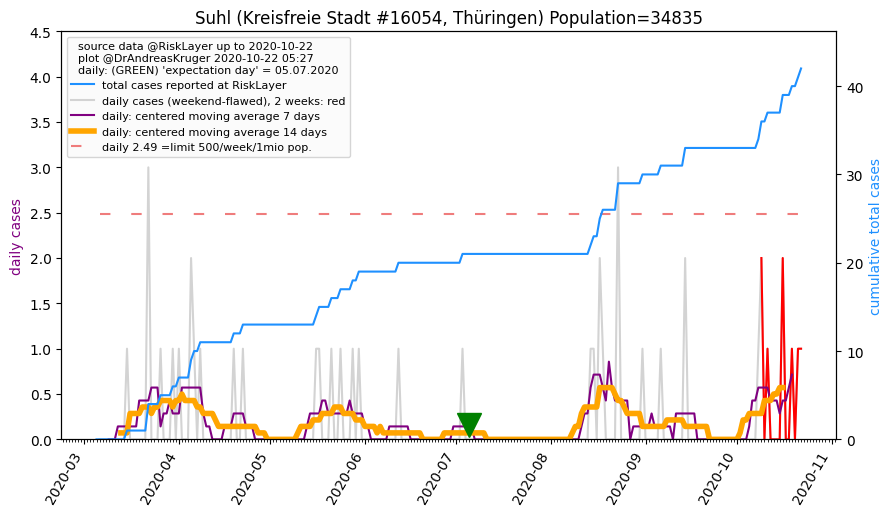 Suhl (Kreisfreie Stadt #16054, Thüringen) Population=34835
source data @RiskLayer up to 2020-10-22
plot @DrAndreasKruger 2020-10-22 05:27
daily: (GREEN) 'expectation day' = 05.07.2020
total cases reported at RiskLayer
daily cases (weekend-flawed), 2 weeks: red
daily: centered moving average 7 days
daily: centered moving average 14 days
daily 2.49 =limit 500/week/1mio pop.
daily cases
4.5
4.0
3.5
3.0
2.5
2.0
1.5
1.0
0.5
0.0
cumulative total cases
40
30
20
10
0
2020-03
2020-04
2020-05
2020-06
2020-07
2020-08
2020-09
2020-10
2020-11